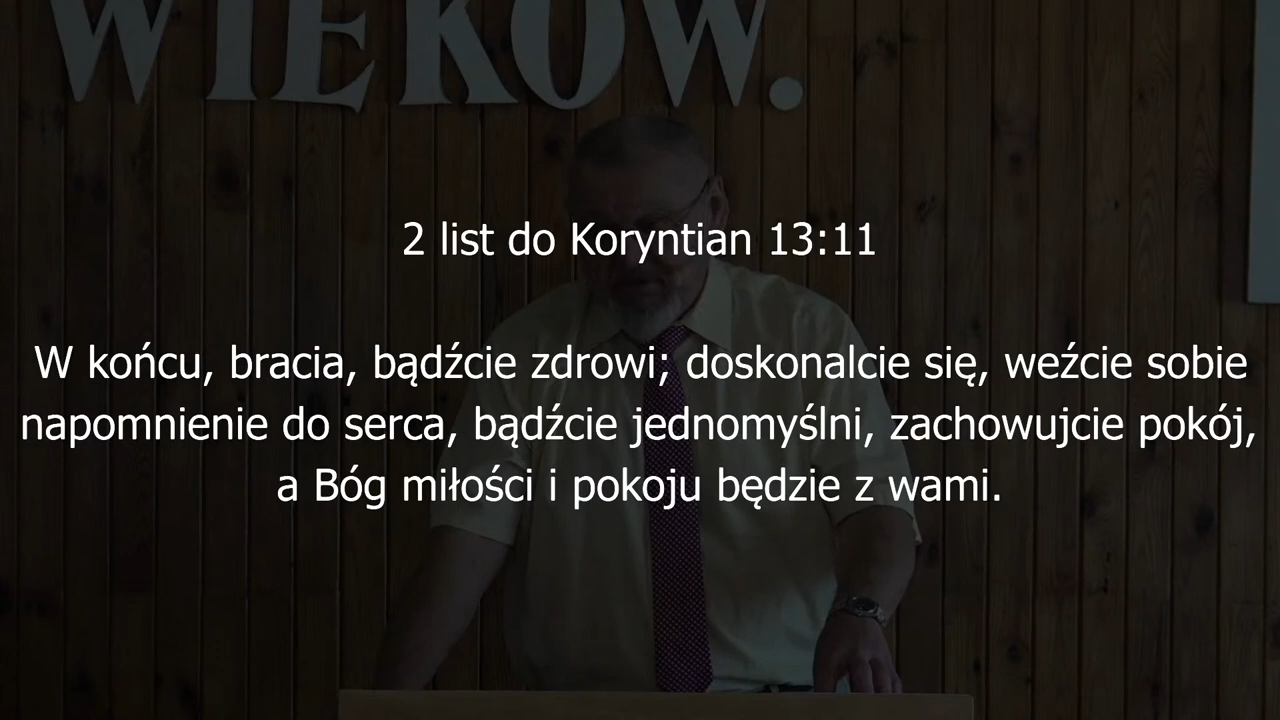 WIEKÓW.
2 list do Koryntian 13:11
W końcu, bracia, bądźcie zdrowi; doskonalcie się, weźcie sobie
napomnienie do serca, bądźcie jednomyślni, zachowujcie pokój,
a Bóg miłości i pokoju będzie z wami.